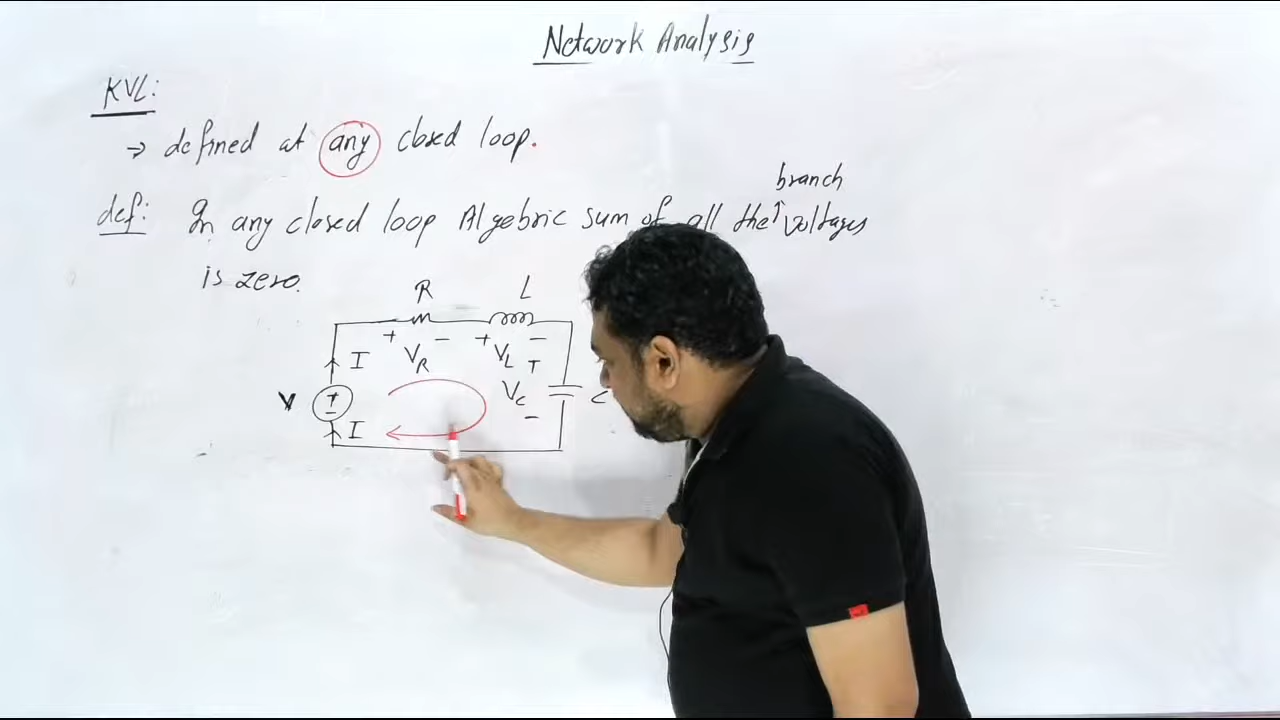 Network Analysis
KVL:
→ defined at any closed loop.
branch
def: In any closed loop Algebric sum of all the voltages
is zero.
R L
+ - + -
I V_R V_L +
V + - V_c C
I -